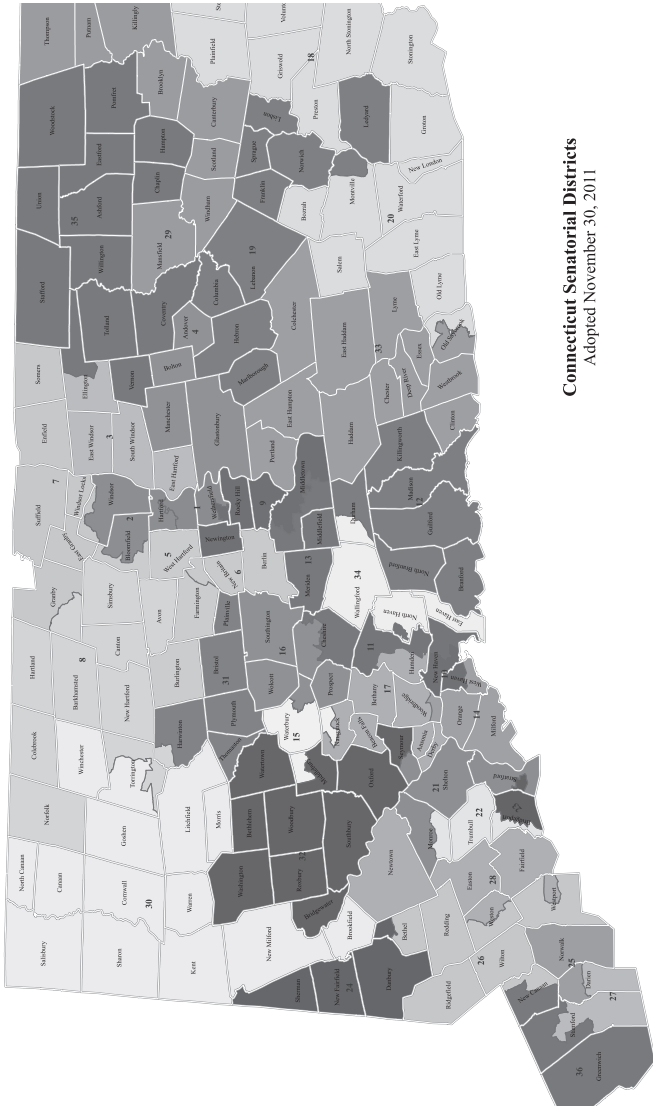 Connecticut Senatorial Districts
Adopted November 30, 2011
Salisbury
North Canaan
Canaan
Norfolk
Colebrook
Hartland
Granby
Suffield
7
Enfield
Somers
Stafford
Union
Woodstock
Thompson
Putnam
Killingly
Sharon
Cornwall
30
Goshen
Winchester
Barkhamsted
8
East Granby
Windsor Locks
East Windsor
3
Ellington
Tolland
Willington
Ashford
35
Eastford
Pomfret
Kent
Warren
Litchfield
Torrington
New Hartford
Canton
Simsbury
Bloomfield
2
Windsor
South Windsor
Vernon
Coventry
Mansfield
29
Chaplin
Hampton
Brooklyn
Morris
Harwinton
Burlington
Avon
West Hartford
5
Hartford
1
East Hartford
Manchester
Bolton
Andover
4
Columbia
Windham
Scotland
Canterbury
Plainfield
New Milford
Washington
Bethlehem
Watertown
Thomaston
Plymouth
Bristol
31
Farmington
Plainville
New Britain
6
Newington
Wethersfield
Rocky Hill
Glastonbury
Hebron
Lebanon
19
Franklin
Sprague
Lisbon
Griswold
18
Sherman
Roxbury
32
Woodbury
Waterbury
15
Wolcott
Southington
16
Berlin
9
Portland
Marlborough
Colchester
Bozrah
Norwich
Preston
North Stonington
New Fairfield
24
Bridgewater
Brookfield
Southbury
Prospect
Cheshire
Meriden
13
Middlefield
Middletown
East Hampton
Salem
Montville
Ledyard
Stonington
Danbury
Bethel
Newtown
Oxford
Seymour
Beacon Falls
Bethany
17
11
Wallingford
34
Durham
Haddam
East Haddam
Waterford
20
New London
Groton
Ridgefield
Redding
Monroe
Shelton
21
Ansonia
Derby
Woodbridge
Hamden
North Haven
North Branford
Guilford
Madison
Killingworth
Chester
Deep River
Essex
33
Lyme
East Lyme
Old Lyme
26
Wilton
Weston
Easton
28
Trumbull
22
Stratford
Orange
14
Milford
West Haven
New Haven
East Haven
Branford
Clinton
Westbrook
Old Saybrook
New Canaan
Norwalk
25
Westport
Fairfield
36
Greenwich
Stamford
Darien
27